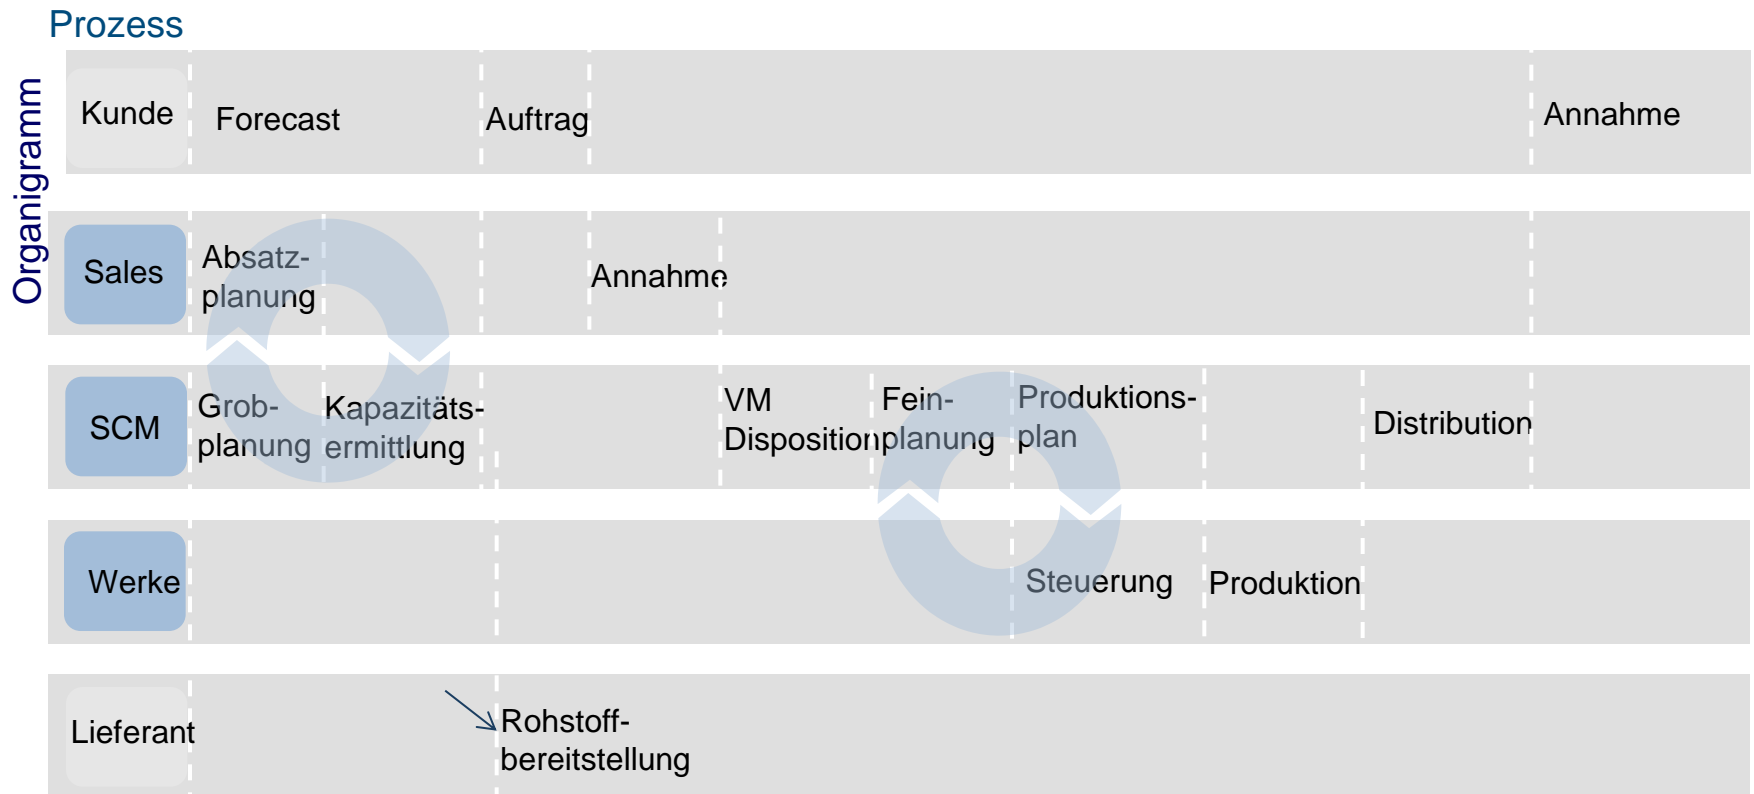 Prozess
Organigramm
Kunde
Forecast
Auftrag
Annahme
Sales
Absatz-
planung
Annahme
SCM
Grob-
planung
Kapazitäts-
ermittlung
VM
Disposition
Fein-
planung
Produktions-
plan
Distribution
Werke
Steuerung
Produktion
Lieferant
Rohstoff-
bereitstellung